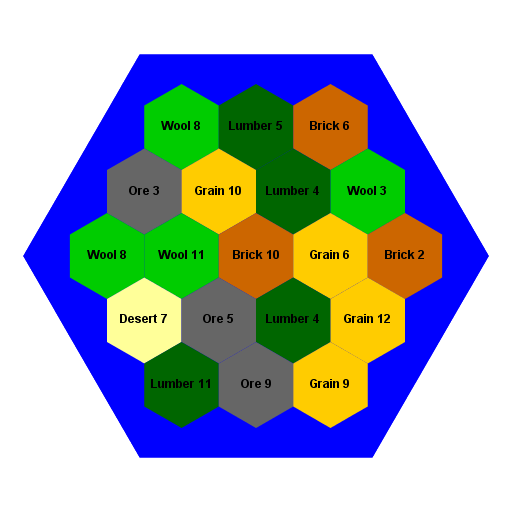 Wool 8
Lumber 5
Brick 6
Ore 3
Grain 10
Lumber 4
Wool 3
Wool 8
Wool 11
Brick 10
Grain 6
Brick 2
Desert 7
Ore 5
Lumber 4
Grain 12
Lumber 11
Ore 9
Grain 9